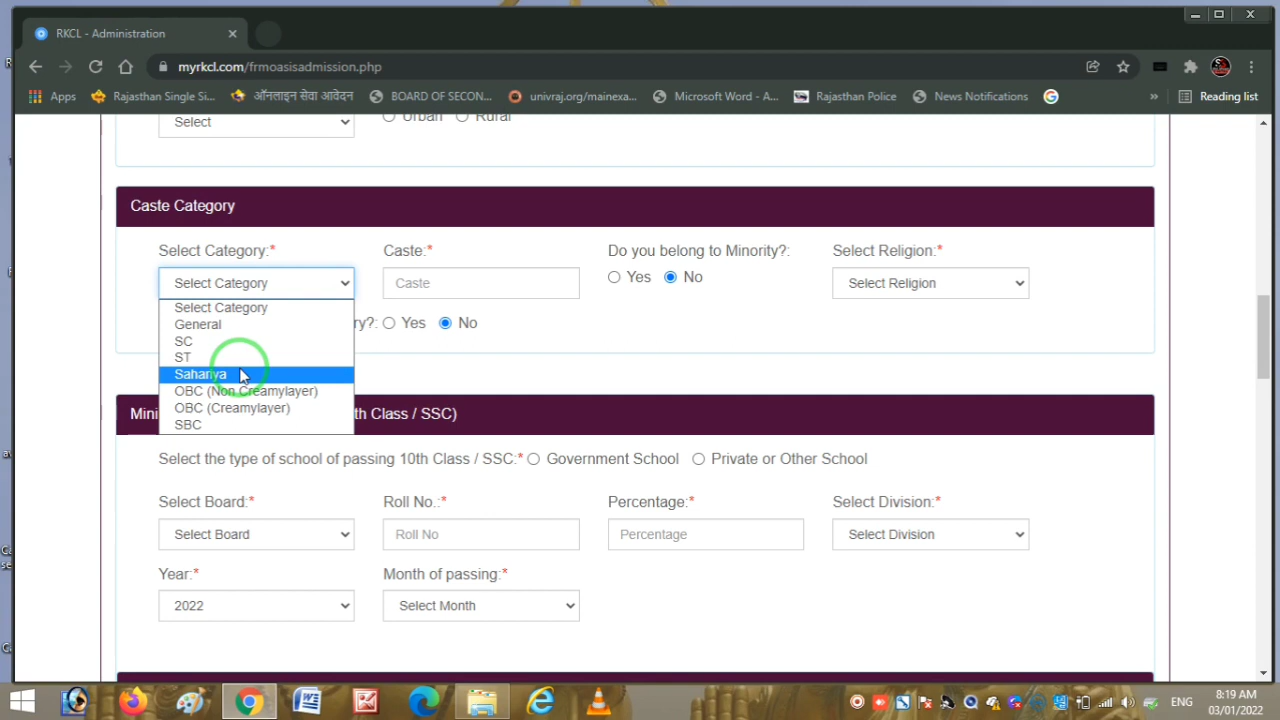 RKCL - Administration
myrkcl.com/frmoasisadmission.php
Apps Rajasthan Single Si... ऑनलाइन सेवा आवेदन BOARD OF SECON... univraj.org/mainexa... Microsoft Word - A... Rajasthan Police News Notifications » Reading list
Select Urban Rural
Caste Category
Select Category:* Caste:* Do you belong to Minority?: Select Religion:*
Select Category Caste Yes No Select Religion
Select Category
General
ry?: Yes No
SC
ST
Sahariya
OBC (Non Creamylayer)
OBC (Creamylayer)
SBC
Mini th Class / SSC)
Select the type of school of passing 10th Class / SSC:* Government School Private or Other School
Select Board:* Roll No.:* Percentage:* Select Division:*
Select Board Roll No Percentage Select Division
Year:* Month of passing:*
2022 Select Month
ENG
8:19 AM
03/01/2022